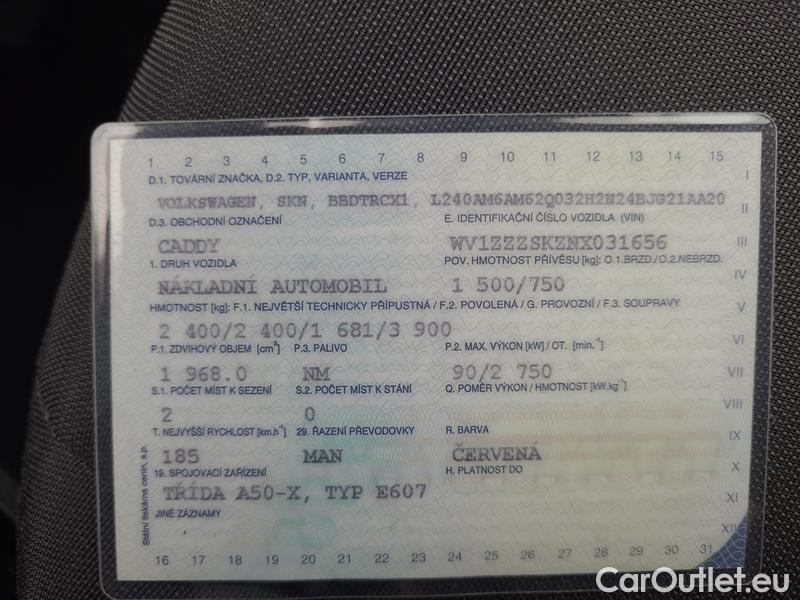 1 2 3 4 5 6 7 8 9 10 11 12 13 14 15
D.1. TOVÁRNÍ ZNAČKA, D.2. TYP, VARIANTA, VERZE I
VOLKSWAGEN, SKN, BBDTRCX1, L240AM6AM62Q032H2N24BJG21AA20
D.3. OBCHODNÍ OZNAČENÍ E. IDENTIFIKAČNÍ ČÍSLO VOZIDLA (VIN) II
CADDY WV1ZZZSKZNX031656 III
1. DRUH VOZIDLA POV. HMOTNOST PŘÍVĚSU [kg]: O.1.BRZD./O.2.NEBRZD.
NÁKLADNÍ AUTOMOBIL 1 500/750 IV
HMOTNOST [kg]: F.1. NEJVĚTŠÍ TECHNICKY PŘÍPUSTNÁ / F.2. POVOLENÁ / G. PROVOZNÍ / F.3. SOUPRAVY V
2 400/2 400/1 681/3 900
P.1. ZDVIHOVÝ OBJEM [cm³] P.3. PALIVO P.2. MAX. VÝKON [kW] / OT. [min.⁻¹] VI
1 968.0 NM 90/2 750 VII
S.1. POČET MÍST K SEZENÍ S.2. POČET MÍST K STÁNÍ Q. POMĚR VÝKON / HMOTNOST [kW.kg⁻¹]
2 0 VIII
T. NEJVYŠŠÍ RYCHLOST [km.h⁻¹] 29. ŘAZENÍ PŘEVODOVKY R. BARVA IX
185 MAN ČERVENÁ
19. SPOJOVACÍ ZAŘÍZENÍ H. PLATNOST DO X
TŘÍDA A50-X, TYP E607 XI
JINÉ ZÁZNAMY XII
Státní tiskárna cenin, s.p.
16 17 18 19 20 21 22 23 24 25 26 27 28 29 30 31
CarOutlet.eu